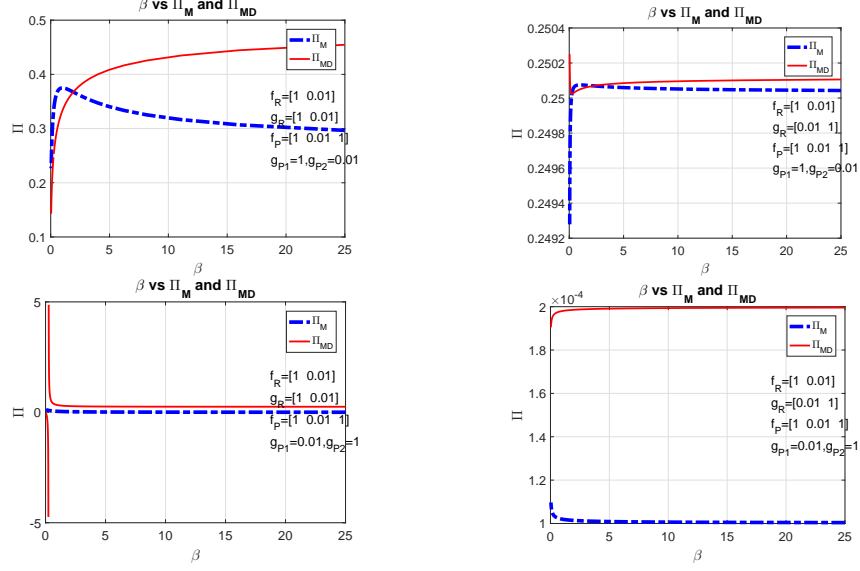 β vs Π_M and Π_MD
0.5
0.4
0.3
0.2
0.1
Π
0 5 10 15 20 25
β
Π_M
Π_MD
f_R=[1 0.01]
g_R=[1 0.01]
f_P=[1 0.01 1]
g_P1=1,g_P2=0.01
β vs Π_M and Π_MD
0.2504
0.2502
0.25
0.2498
0.2496
0.2494
0.2492
Π
0 5 10 15 20 25
β
Π_M
Π_MD
f_R=[1 0.01]
g_R=[0.01 1]
f_P=[1 0.01 1]
g_P1=1,g_P2=0.01
β vs Π_M and Π_MD
5
0
-5
Π
0 5 10 15 20 25
β
Π_M
Π_MD
f_R=[1 0.01]
g_R=[1 0.01]
f_P=[1 0.01 1]
g_P1=0.01,g_P2=1
β vs Π_M and Π_MD
×10^-4
2
1.8
1.6
1.4
1.2
1
Π
0 5 10 15 20 25
β
Π_M
Π_MD
f_R=[1 0.01]
g_R=[0.01 1]
f_P=[1 0.01 1]
g_P1=0.01,g_P2=1